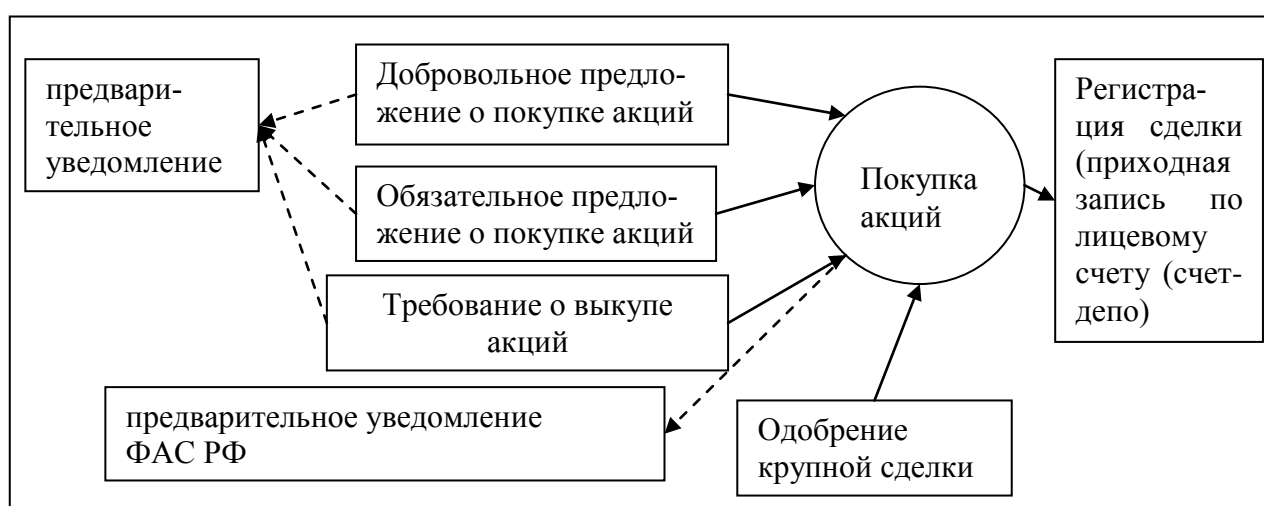 предвари-
тельное
уведомление
Добровольное предло-
жение о покупке акций
Обязательное предло-
жение о покупке акций
Требование о выкупе
акций
предварительное уведомление
ФАС РФ
Покупка
акций
Одобрение
крупной сделки
Регистра-
ция сделки
(приходная
запись по
лицевому
счету (счет-
депо)